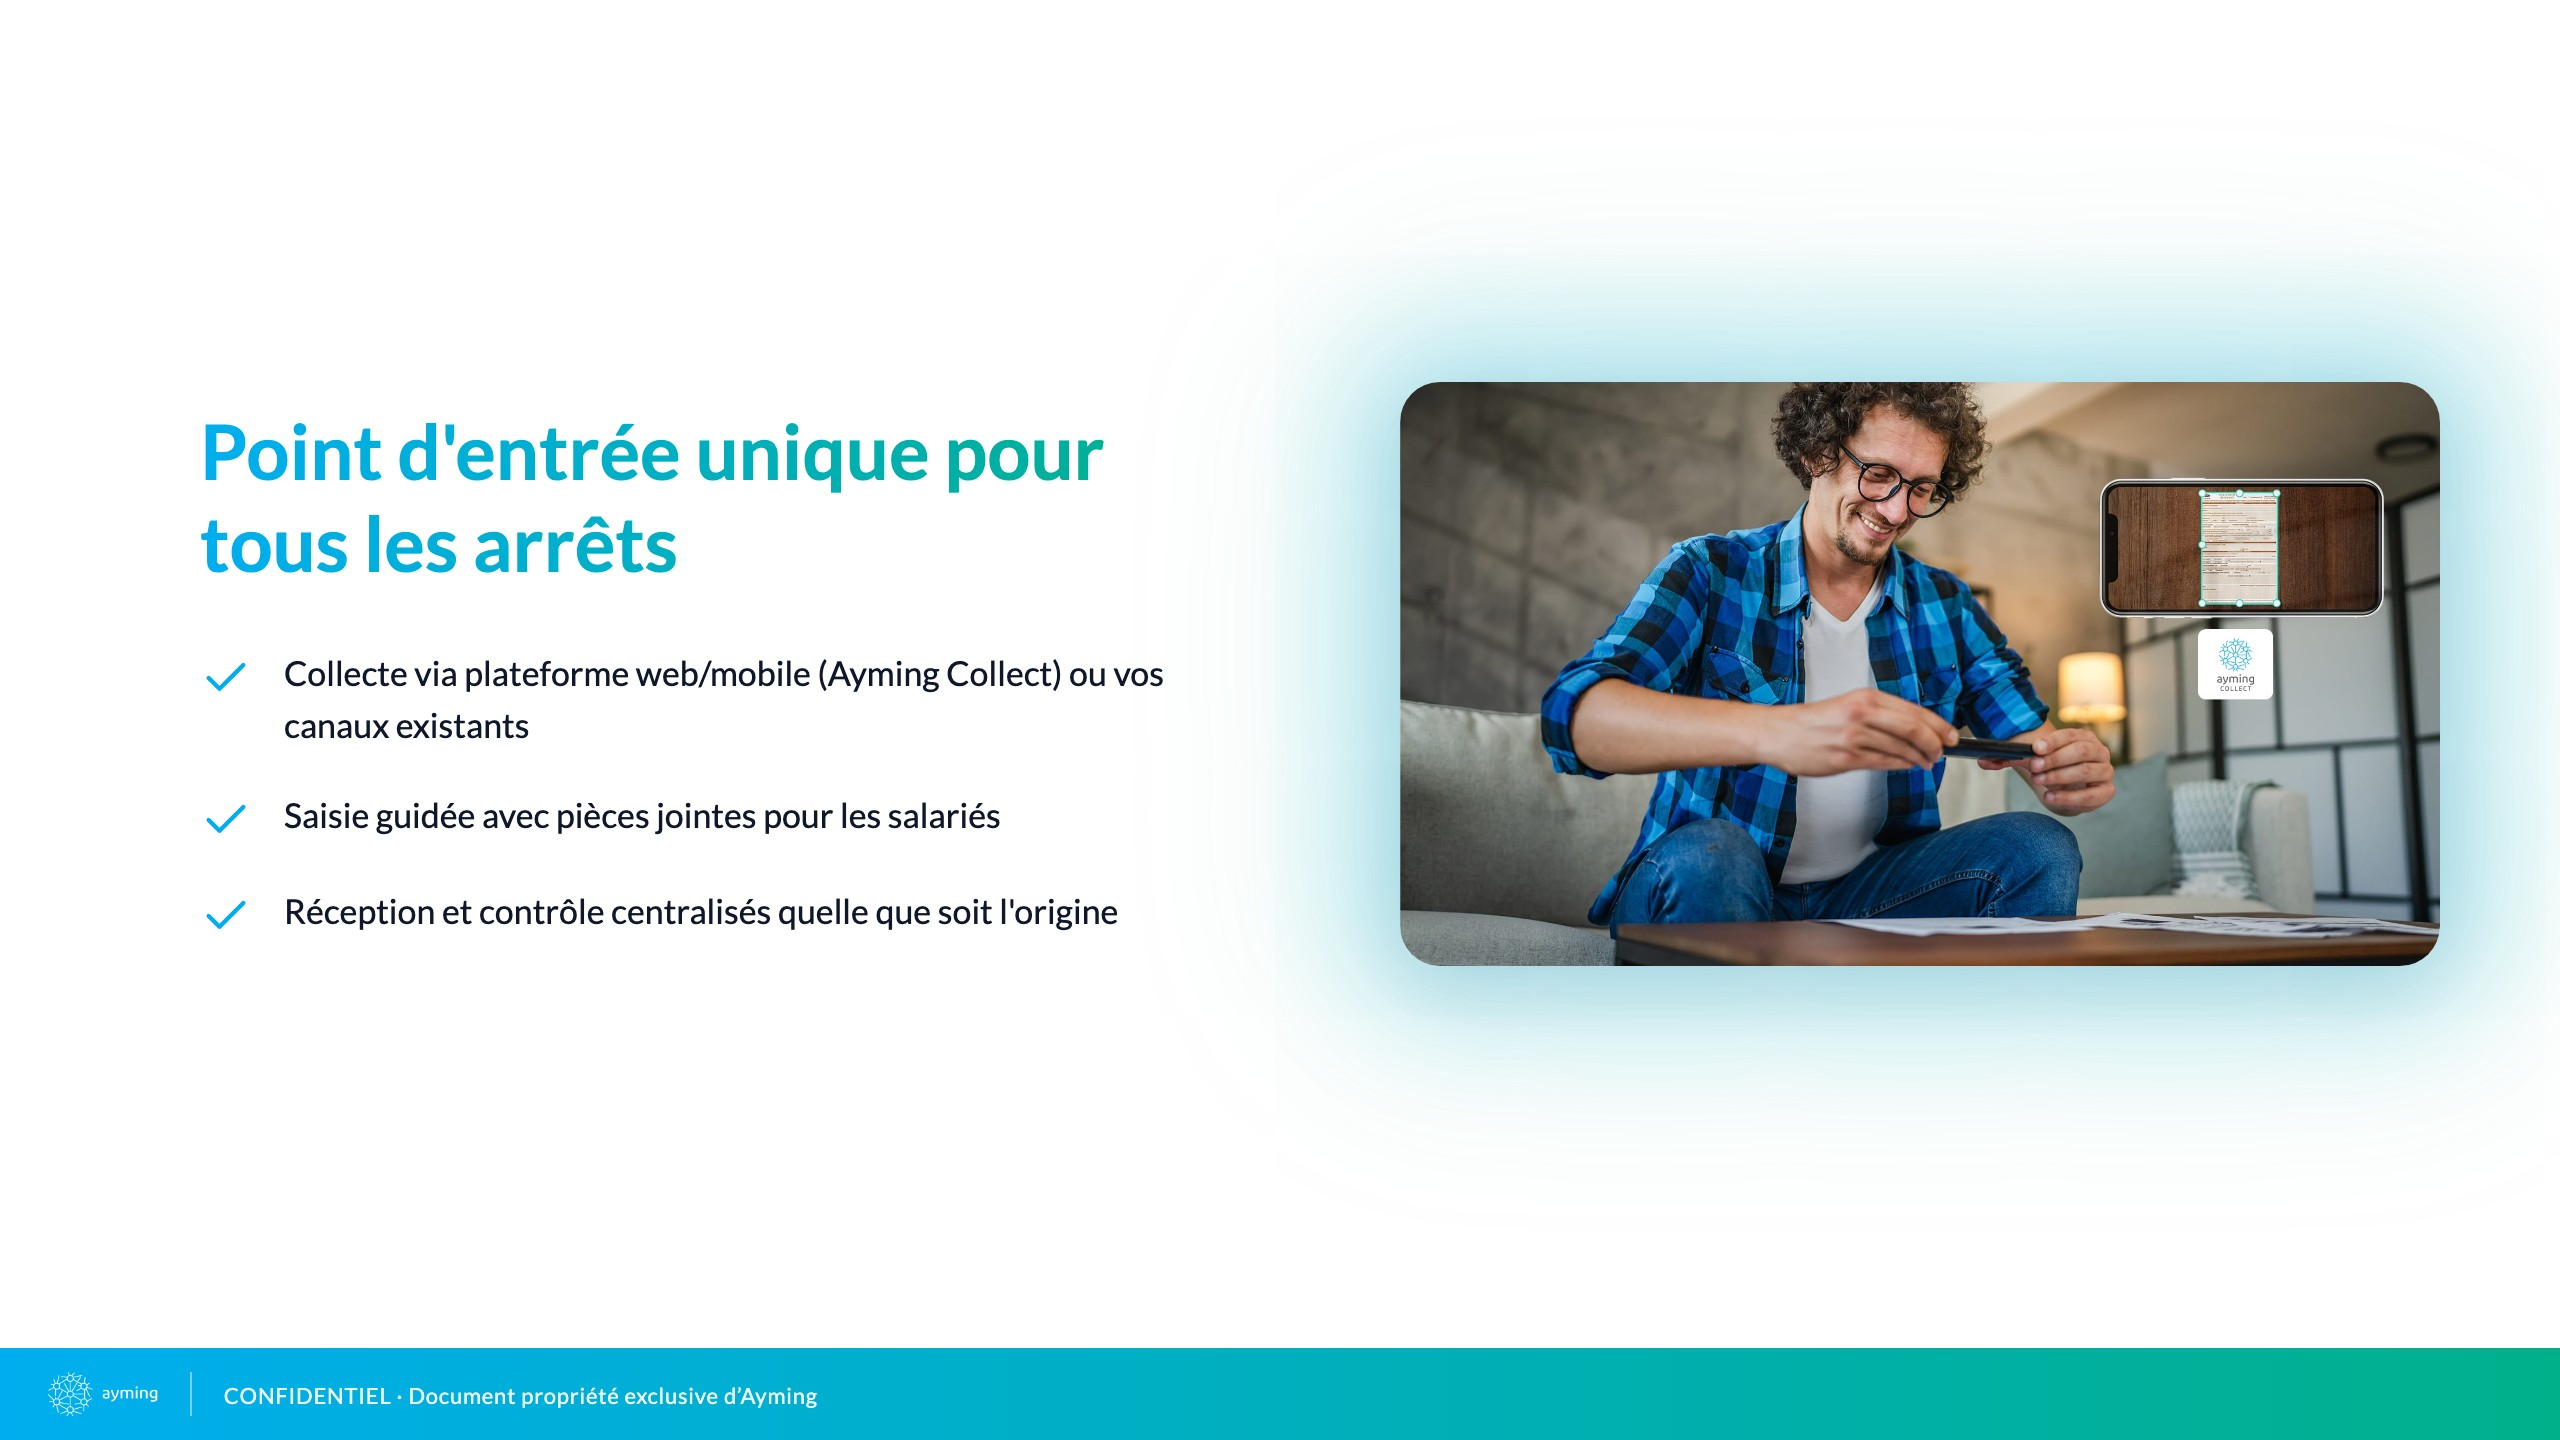 Point d'entrée unique pour
tous les arrêts
Collecte via plateforme web/mobile (Ayming Collect) ou vos
canaux existants
Saisie guidée avec pièces jointes pour les salariés
Réception et contrôle centralisés quelle que soit l'origine
ayming
COLLECT
ayming
CONFIDENTIEL · Document propriété exclusive d’Ayming